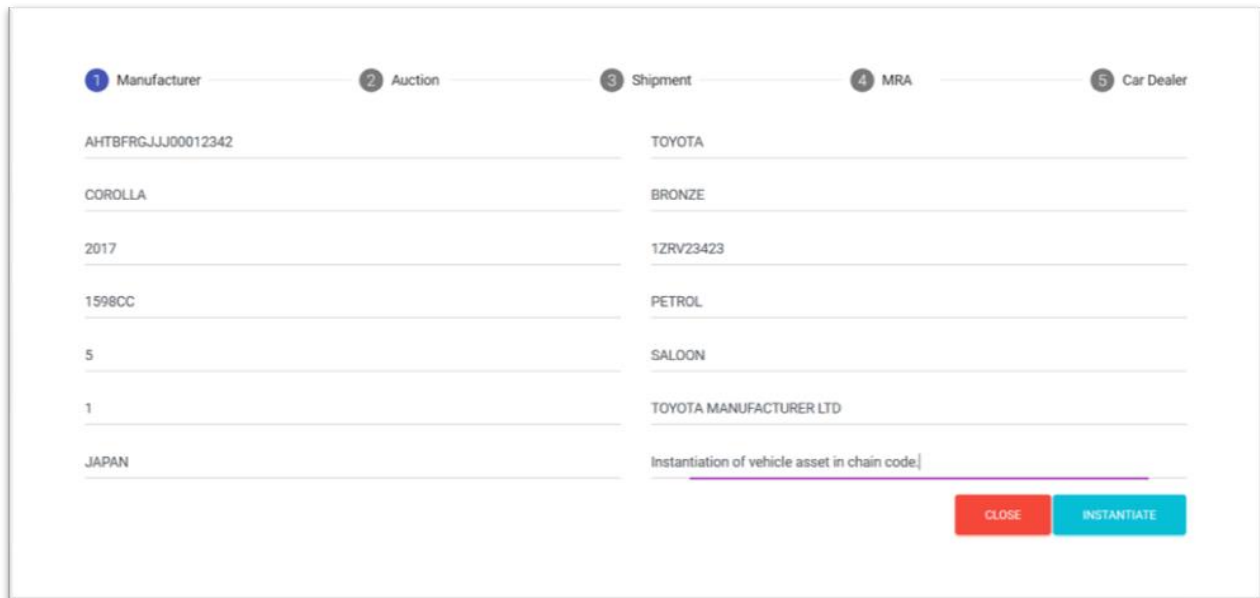 1 Manufacturer 2 Auction 3 Shipment 4 MRA 5 Car Dealer
AHTBFRGJJJ00012342 TOYOTA
COROLLA BRONZE
2017 1ZRV23423
1598CC PETROL
5 SALOON
1 TOYOTA MANUFACTURER LTD
JAPAN Instantiation of vehicle asset in chain code.
CLOSE INSTANTIATE